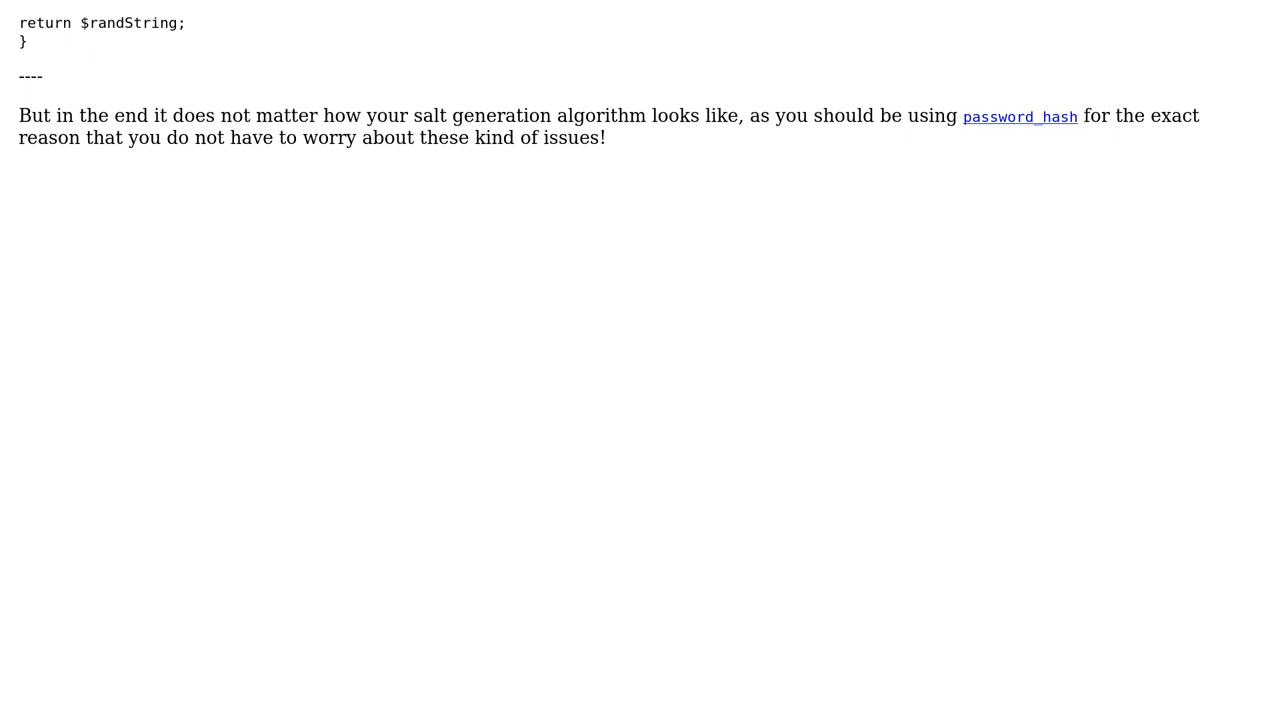 return $randString;
}
----
But in the end it does not matter how your salt generation algorithm looks like, as you should be using password_hash for the exact
reason that you do not have to worry about these kind of issues!